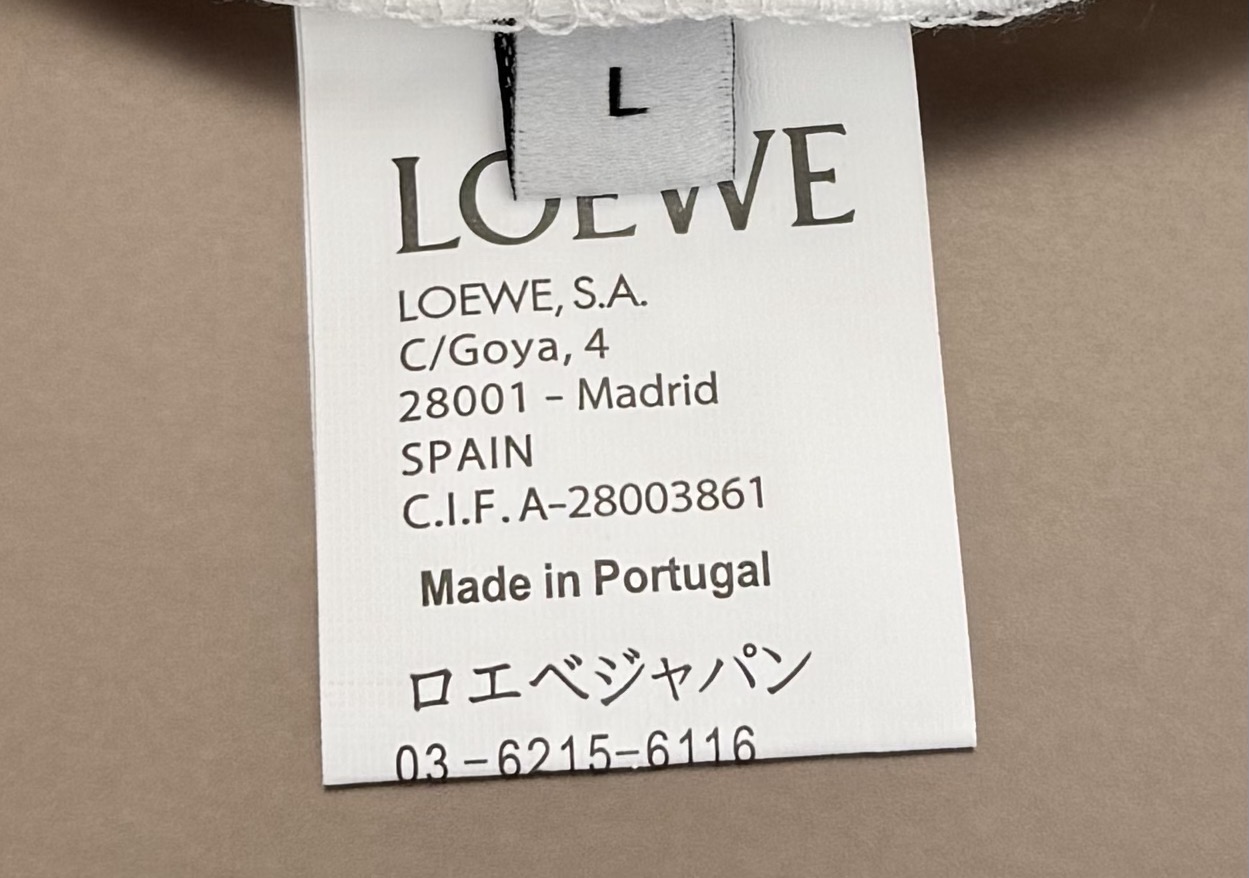 L
LOEWE
LOEWE, S.A.
C/Goya, 4
28001 - Madrid
SPAIN
C.I.F. A-28003861
Made in Portugal
ロエベジャパン
03-6215-6116